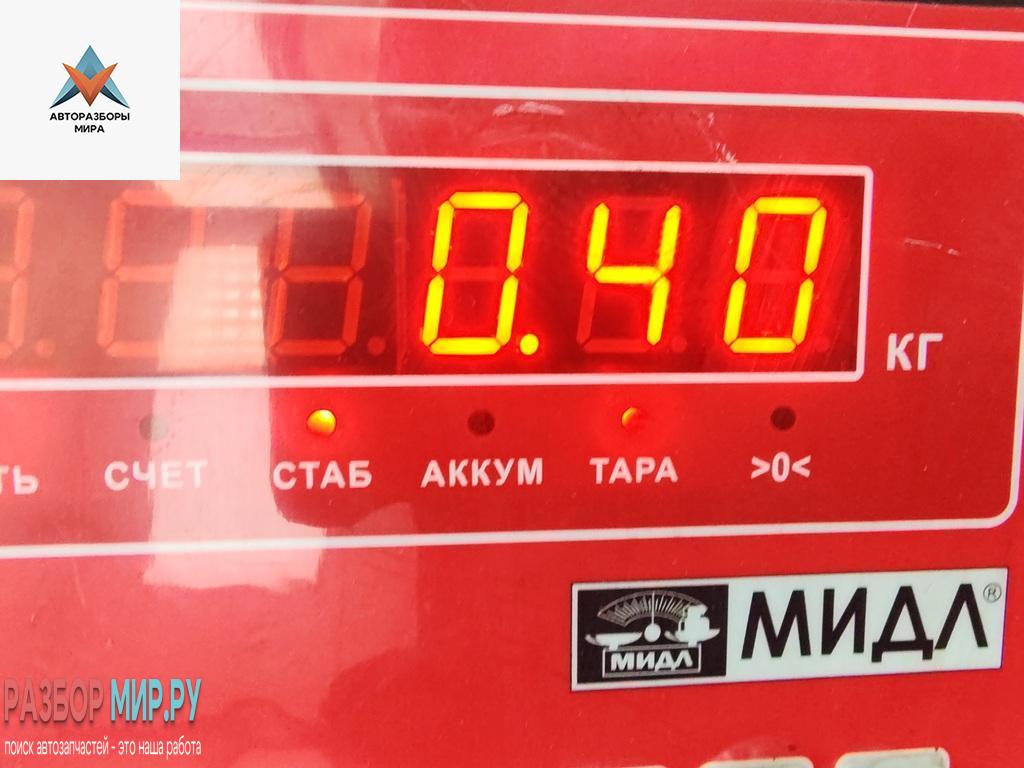 АВТОРАЗБОРЫ
МИРА
0.40
КГ
ТЬ СЧЕТ СТАБ АККУМ ТАРА >0<
МИДЛ МИДЛ®
РАЗБОР МИР.РУ
поиск автозапчастей - это наша работа